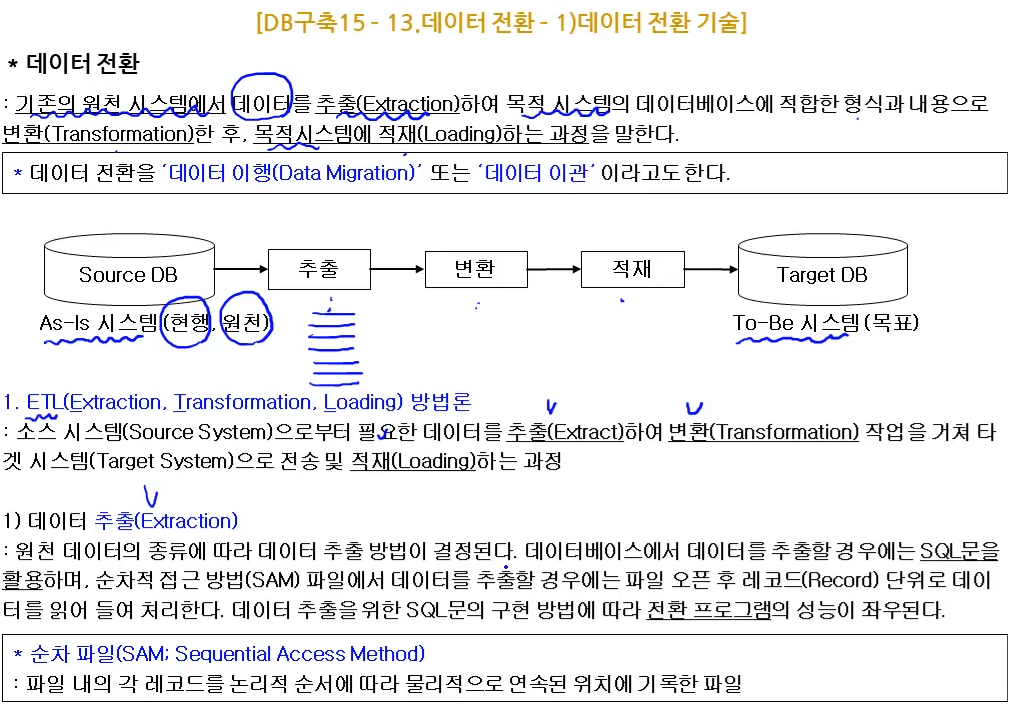 [DB구축15 - 13.데이터 전환 - 1)데이터 전환 기술]
* 데이터 전환
: 기존의 원천 시스템에서 데이터를 추출(Extraction)하여 목적 시스템의 데이터베이스에 적합한 형식과 내용으로
변환(Transformation)한 후, 목적시스템에 적재(Loading)하는 과정을 말한다.
* 데이터 전환을 ‘데이터 이행(Data Migration)’ 또는 ‘데이터 이관’ 이라고도 한다.
Source DB 추출 변환 적재 Target DB
As-Is 시스템 (현행, 원천) To-Be 시스템 (목표)
1. ETL(Extraction, Transformation, Loading) 방법론
: 소스 시스템(Source System)으로부터 필요한 데이터를 추출(Extract)하여 변환(Transformation) 작업을 거쳐 타
겟 시스템(Target System)으로 전송 및 적재(Loading)하는 과정
1) 데이터 추출(Extraction)
: 원천 데이터의 종류에 따라 데이터 추출 방법이 결정된다. 데이터베이스에서 데이터를 추출할 경우에는 SQL문을
활용하며, 순차적 접근 방법(SAM) 파일에서 데이터를 추출할 경우에는 파일 오픈 후 레코드(Record) 단위로 데이
터를 읽어 들여 처리한다. 데이터 추출을 위한 SQL문의 구현 방법에 따라 전환 프로그램의 성능이 좌우된다.
* 순차 파일(SAM; Sequential Access Method)
: 파일 내의 각 레코드를 논리적 순서에 따라 물리적으로 연속된 위치에 기록한 파일